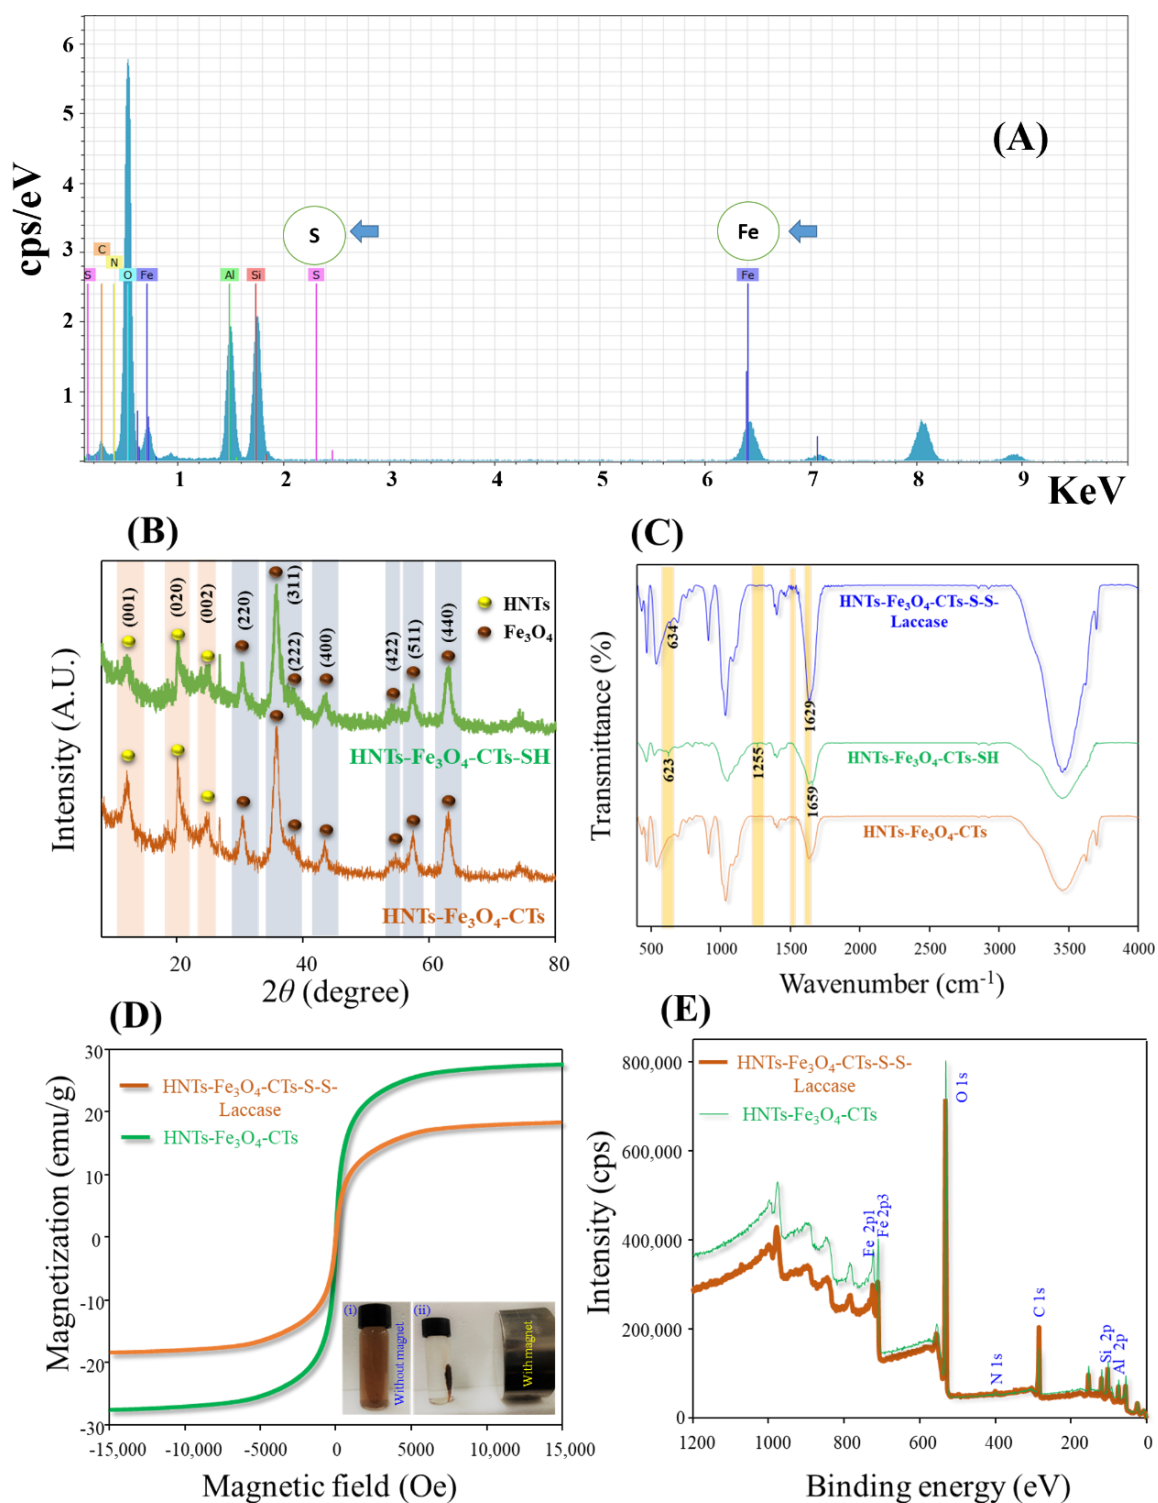 (A)
cps/eV
6
5
4
3
2
1
S
C
N
O
Fe
Al
Si
S
S
Fe
Fe
1 2 3 4 5 6 7 8 9
KeV
(B)
Intensity (A.U.)
(001)
(020)
(002)
(220)
(311)
(222)
(400)
(422)
(511)
(440)
HNTs
Fe₃O₄
HNTs-Fe₃O₄-CTs-SH
HNTs-Fe₃O₄-CTs
20 40 60 80
2θ (degree)
(C)
Transmittance (%)
HNTs-Fe₃O₄-CTs-S-S-
Laccase
634
1629
HNTs-Fe₃O₄-CTs-SH
623
1255
1659
HNTs-Fe₃O₄-CTs
500 1000 1500 2000 2500 3000 3500 4000
Wavenumber (cm⁻¹)
(D)
Magnetization (emu/g)
30
20
10
0
-10
-20
-30
HNTs-Fe₃O₄-CTs-S-S-
Laccase
HNTs-Fe₃O₄-CTs
(i)
Without magnet
(ii)
With magnet
-15,000 -10,000 -5000 0 5000 10,000 15,000
Magnetic field (Oe)
(E)
Intensity (cps)
800,000
600,000
400,000
200,000
0
HNTs-Fe₃O₄-CTs-S-S-
Laccase
HNTs-Fe₃O₄-CTs
Fe 2p1
Fe 2p3
O 1s
N 1s
C 1s
Si 2p
Al 2p
1200 1000 800 600 400 200 0
Binding energy (eV)